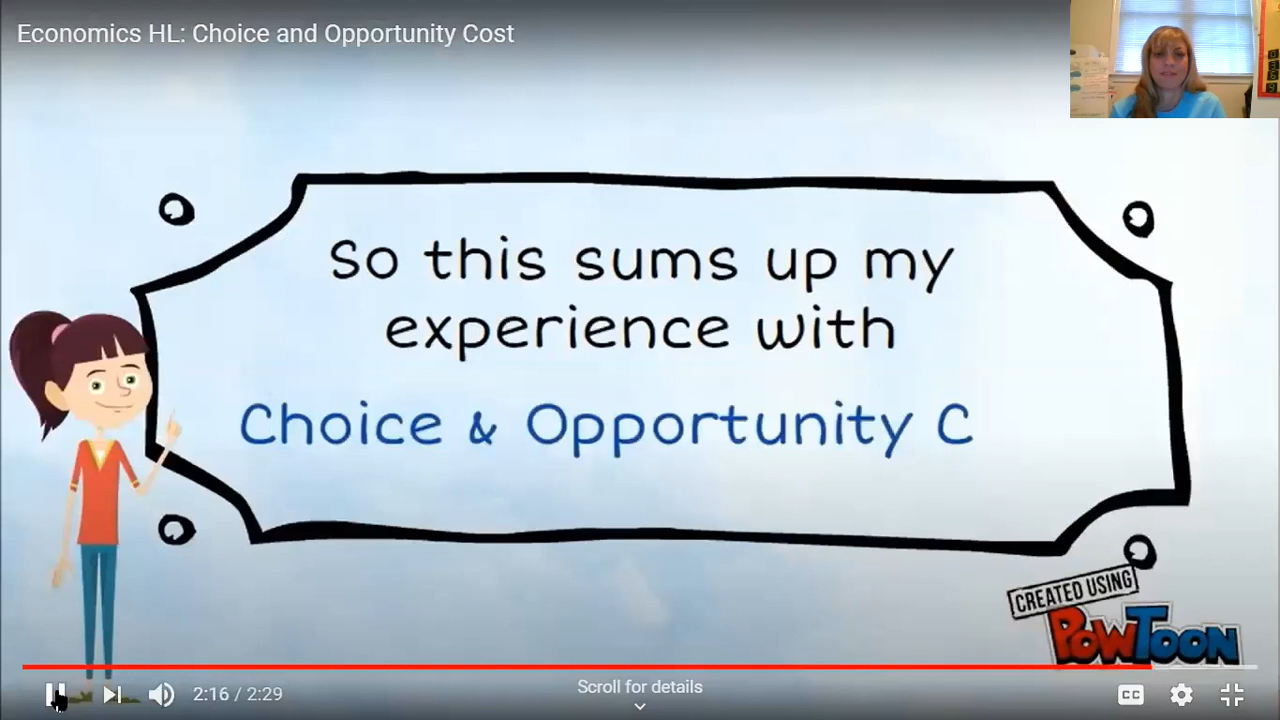 Economics HL: Choice and Opportunity Cost
So this sums up my
experience with
Choice & Opportunity C
CREATED USING
POWTOON
2:16 / 2:29
Scroll for details
CC